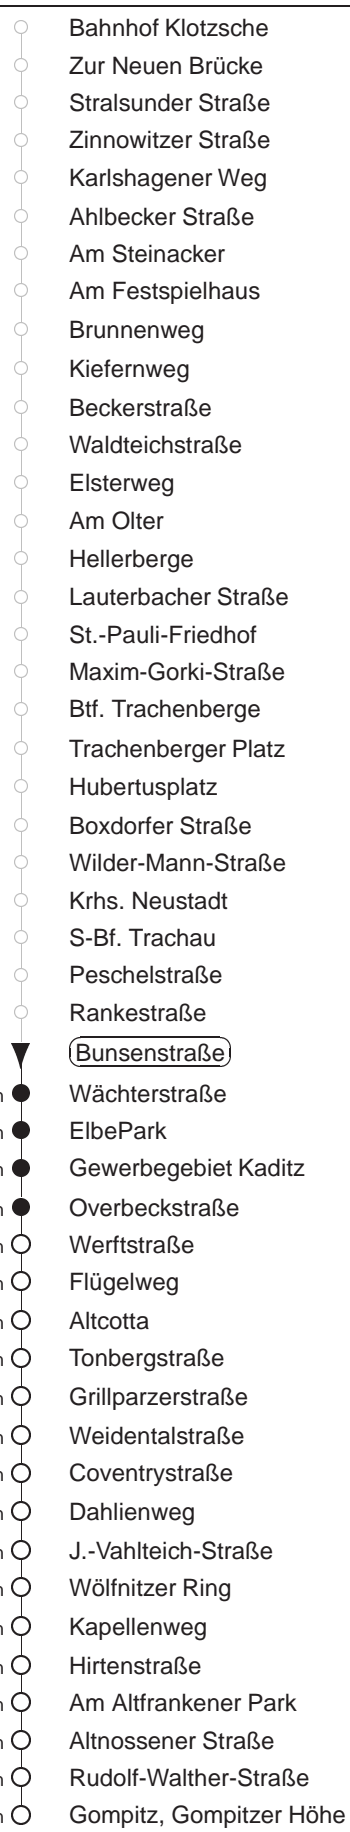 Bahnhof Klotzsche
Zur Neuen Brücke
Stralsunder Straße
Zinnowitzer Straße
Karlshagener Weg
Ahlbecker Straße
Am Steinacker
Am Festspielhaus
Brunnenweg
Kiefernweg
Beckerstraße
Waldteichstraße
Elsterweg
Am Olter
Hellerberge
Lauterbacher Straße
St.-Pauli-Friedhof
Maxim-Gorki-Straße
Btf. Trachenberge
Trachenberger Platz
Hubertusplatz
Boxdorfer Straße
Wilder-Mann-Straße
Krhs. Neustadt
S-Bf. Trachau
Peschelstraße
Rankestraße
Bunsenstraße
Wächterstraße
ElbePark
Gewerbegebiet Kaditz
Overbeckstraße
Werftstraße
Flügelweg
Altcotta
Tonbergstraße
Grillparzerstraße
Weidentalstraße
Coventrystraße
Dahlienweg
J.-Vahlteich-Straße
Wölfnitzer Ring
Kapellenweg
Hirtenstraße
Am Altfrankener Park
Altnossener Straße
Rudolf-Walther-Straße
Gompitz, Gompitzer Höhe